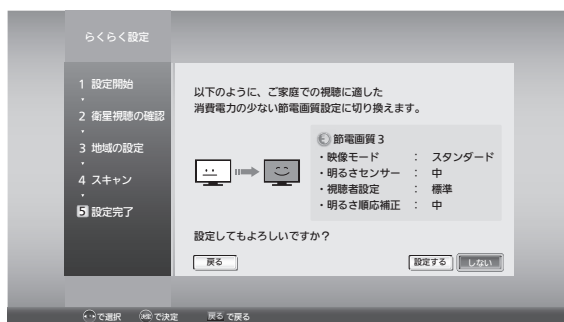 らくらく設定
1 設定開始
2 衛星視聴の確認
3 地域の設定
4 スキャン
5 設定完了
以下のように、ご家庭での視聴に適した
消費電力の少ない節電画質設定に切り換えます。
節電画質3
・映像モード : スタンダード
・明るさセンサー : 中
・視聴者設定 : 標準
・明るさ順応補正 : 中
設定してもよろしいですか?
戻る 設定する しない
で選択 決定 で決定 戻る で戻る